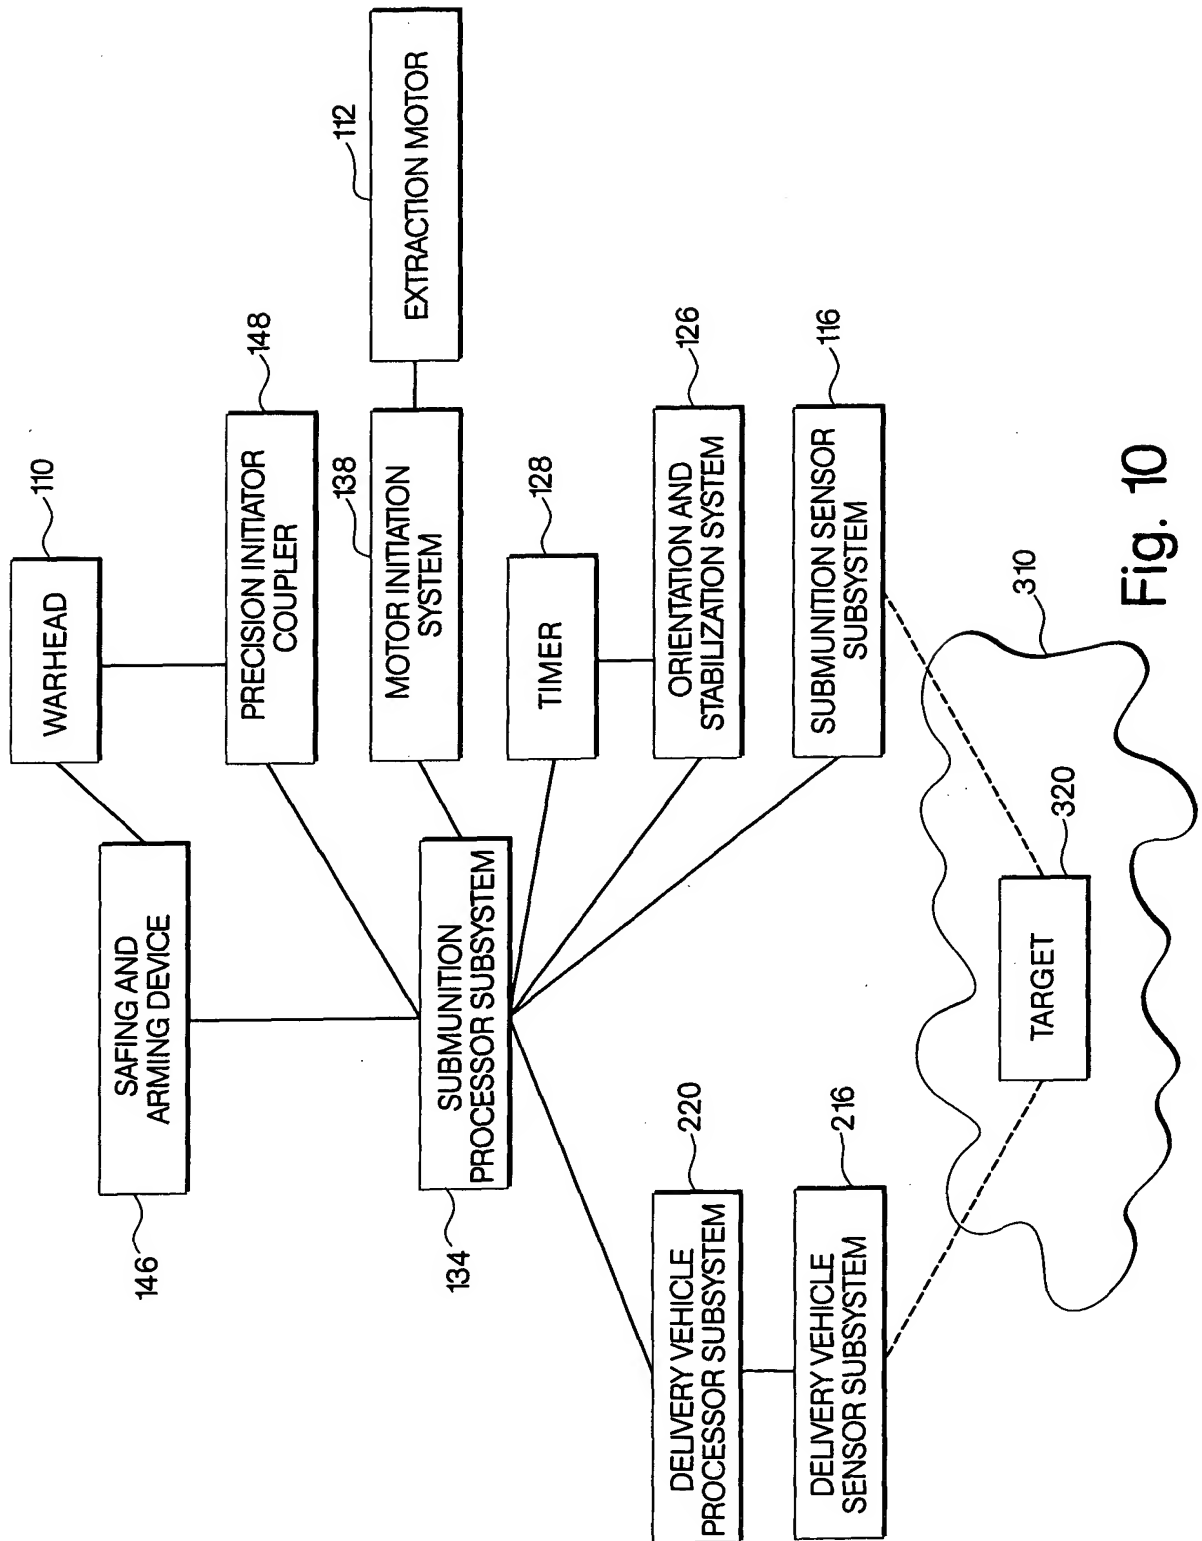 WARHEAD
110
SAFING AND
ARMING DEVICE
146
PRECISION INITIATOR
COUPLER
148
SUBMUNITION
PROCESSOR SUBSYSTEM
134
MOTOR INITIATION
SYSTEM
138
EXTRACTION MOTOR
112
TIMER
128
DELIVERY VEHICLE
PROCESSOR SUBSYSTEM
220
ORIENTATION AND
STABILIZATION SYSTEM
126
DELIVERY VEHICLE
SENSOR SUBSYSTEM
216
SUBMUNITION SENSOR
SUBSYSTEM
116
TARGET
320
310
Fig. 10